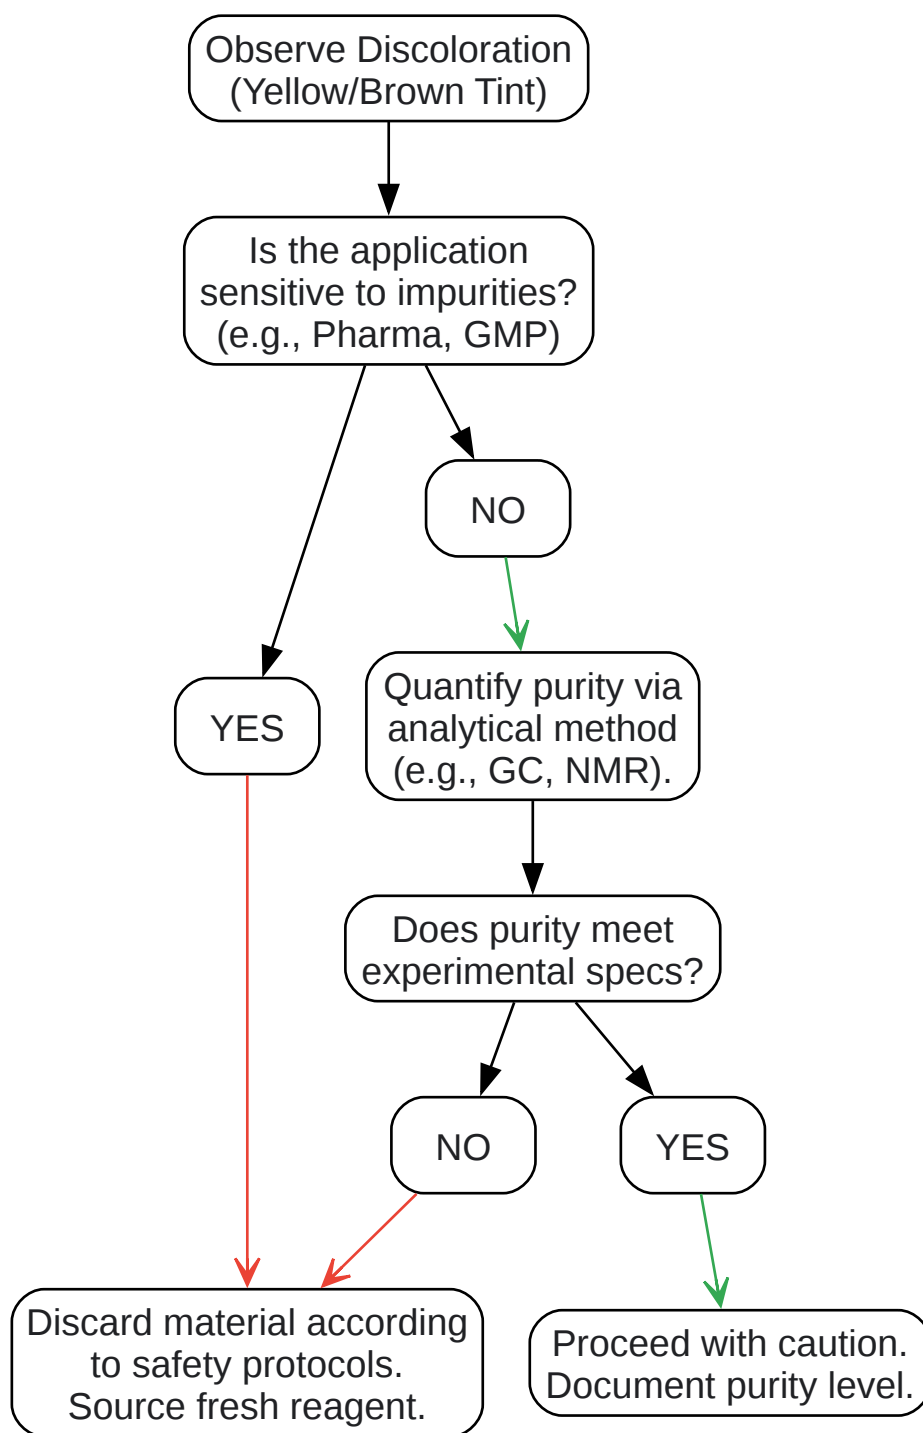 Observe Discoloration
(Yellow/Brown Tint)
Is the application
sensitive to impurities?
(e.g., Pharma, GMP)
NO
YES
Quantify purity via
analytical method
(e.g., GC, NMR).
Does purity meet
experimental specs?
NO
YES
Discard material according
to safety protocols.
Source fresh reagent.
Proceed with caution.
Document purity level.